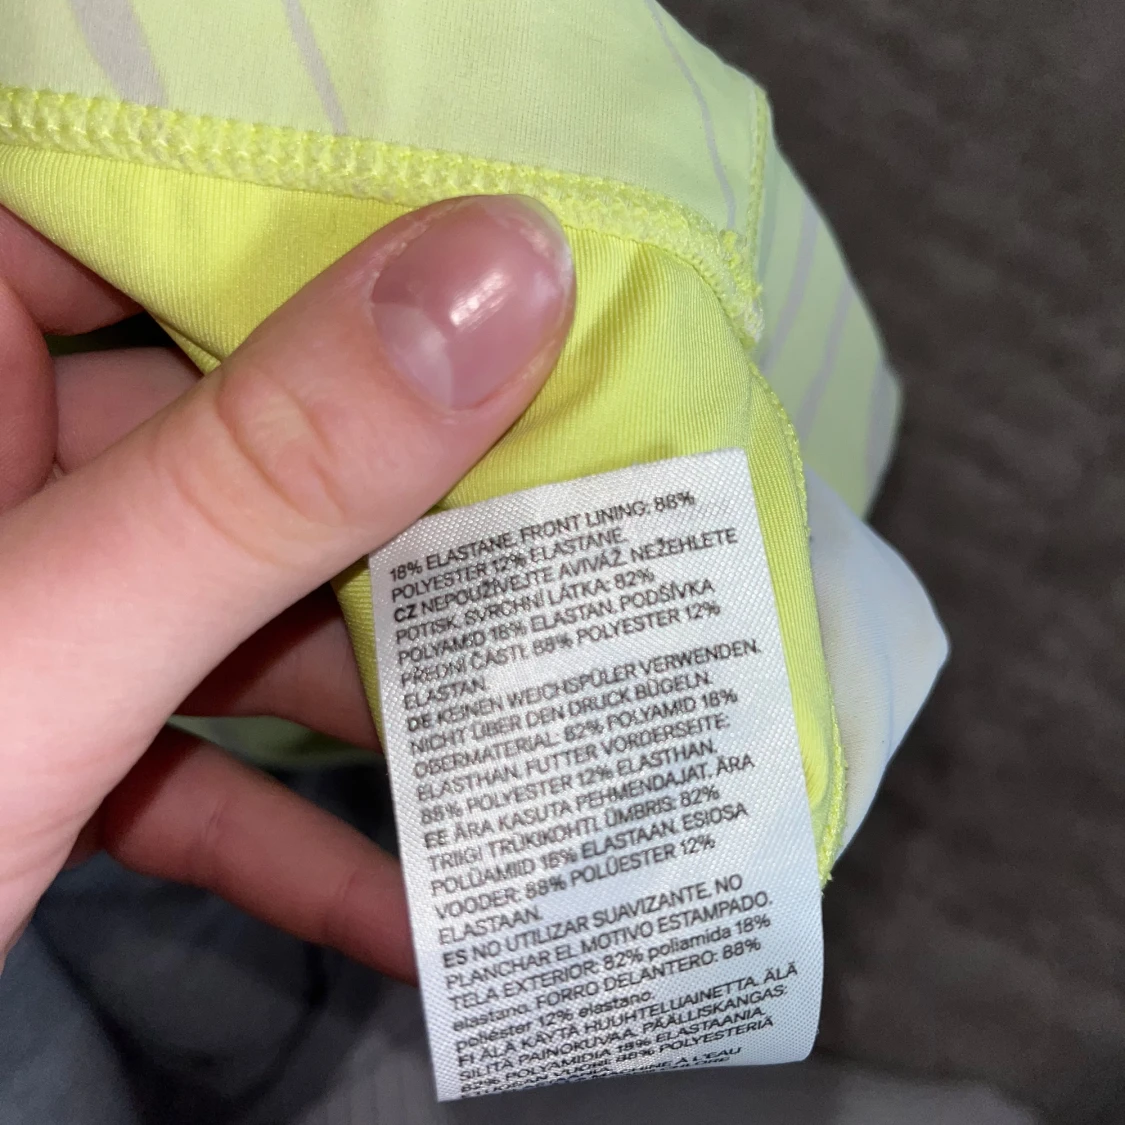 18% ELASTANE. FRONT LINING: 88%
POLYESTER 12% ELASTANE.
CZ NEPOUŽÍVEJTE AVIVÁŽ. NEŽEHLETE
POTISK. SVRCHNÍ LÁTKA: 82%
POLYAMID 18% ELASTAN. PODŠÍVKA
PŘEDNÍ ČÁSTI: 88% POLYESTER 12%
ELASTAN.
DE KEINEN WEICHSPÜLER VERWENDEN.
NICHT ÜBER DEN DRUCK BÜGELN.
OBERMATERIAL: 82% POLYAMID 18%
ELASTHAN. FUTTER VORDERSEITE:
88% POLYESTER 12% ELASTHAN.
EE ÄRA KASUTA PEHMENDAJAT. ÄRA
TRIIGI TRÜKIKOHTI. ÜMBRIS: 82%
POLÜAMIID 18% ELASTAAN. ESIOSA
VOODER: 88% POLÜESTER 12%
ELASTAAN.
ES NO UTILIZAR SUAVIZANTE. NO
PLANCHAR EL MOTIVO ESTAMPADO.
TELA EXTERIOR: 82% poliamida 18%
elastano. FORRO DELANTERO: 88%
poliéster 12% elastano.
FI ÄLÄ KÄYTÄ HUUHTELUAINETTA. ÄLÄ
SILITÄ PAINOKUVAA. PÄÄLLISKANGAS:
82% POLYAMIDIA 18% ELASTAANIA.
88% POLYESTERIÄ
À L'EAU